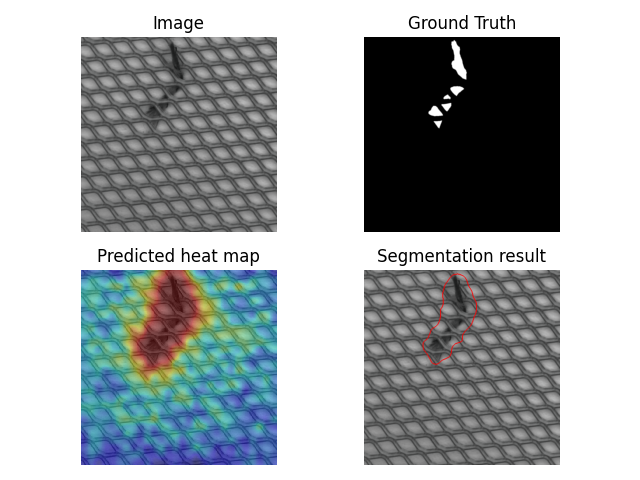 Image
Ground Truth
Predicted heat map
Segmentation result